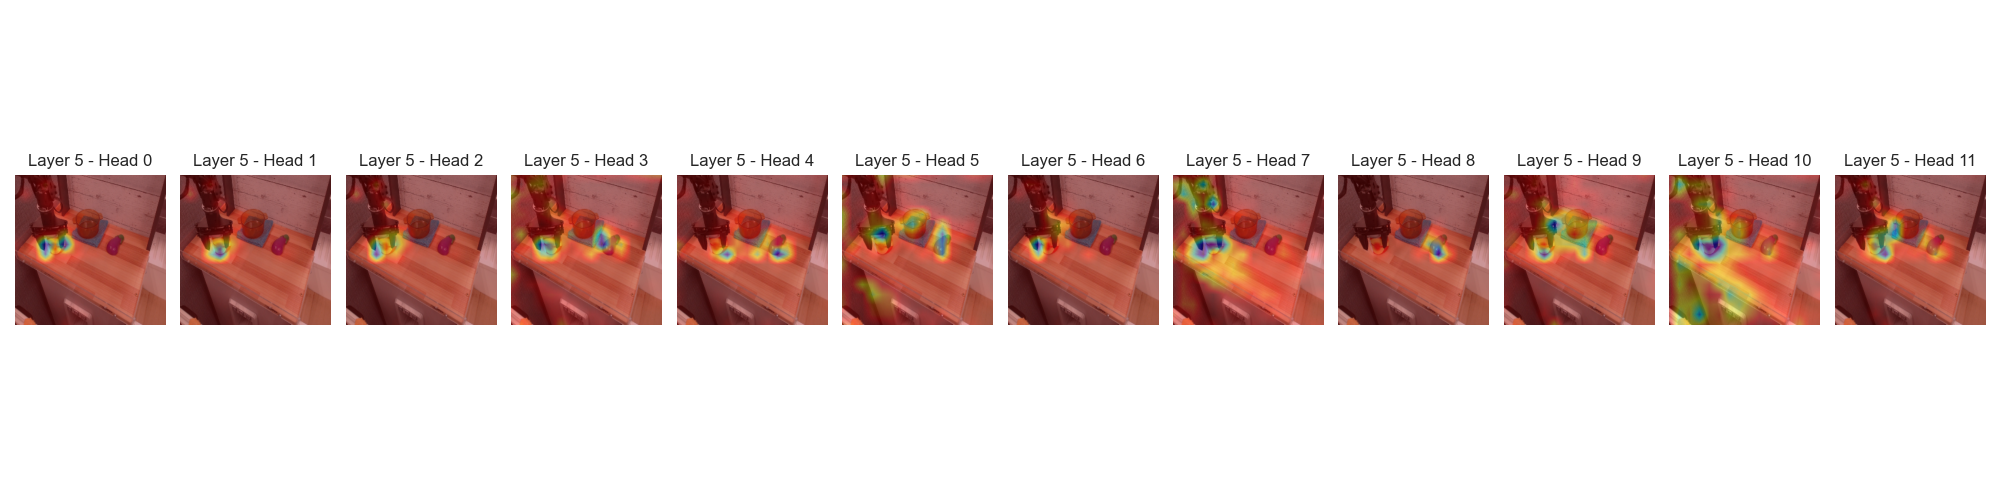 Layer 5 - Head 0
Layer 5 - Head 1
Layer 5 - Head 2
Layer 5 - Head 3
Layer 5 - Head 4
Layer 5 - Head 5
Layer 5 - Head 6
Layer 5 - Head 7
Layer 5 - Head 8
Layer 5 - Head 9
Layer 5 - Head 10
Layer 5 - Head 11